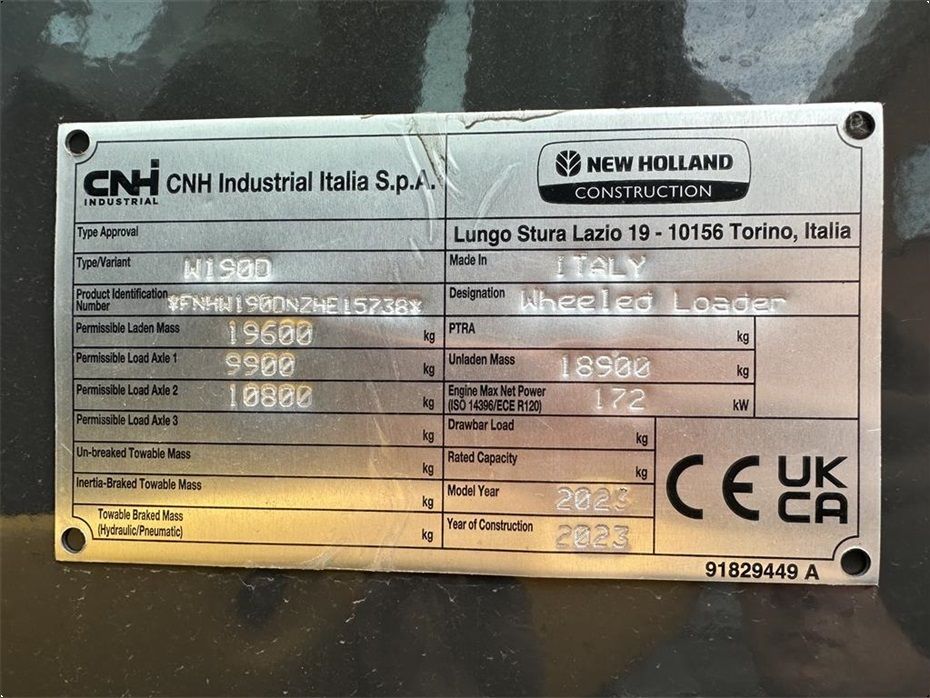 CNH INDUSTRIAL CNH Industrial Italia S.p.A.
NEW HOLLAND
CONSTRUCTION
Type Approval
Lungo Stura Lazio 19 - 10156 Torino, Italia
Type/Variant W190D
Made In ITALY
Product Identification Number *FNHW190DNZHE15738*
Designation Wheeled Loader
Permissible Laden Mass 19600 kg
PTRA kg
Permissible Load Axle 1 9900 kg
Unladen Mass 18900 kg
Permissible Load Axle 2 10800 kg
Engine Max Net Power
(ISO 14396/ECE R120) 172 kW
Permissible Load Axle 3 kg
Drawbar Load kg
Un-breaked Towable Mass kg
Rated Capacity kg
Inertia-Braked Towable Mass kg
Model Year 2023
Towable Braked Mass
(Hydraulic/Pneumatic) kg
Year of Construction 2023
CE UK
CA
91829449 A